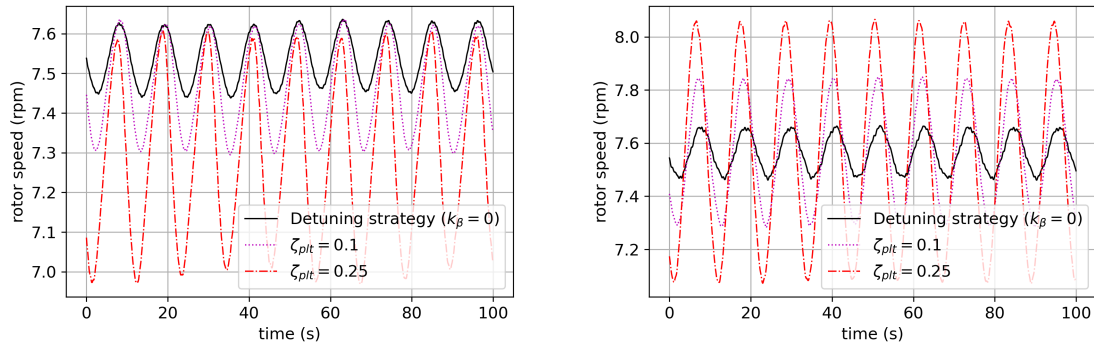 rotor speed (rpm)
7.6
7.5
7.4
7.3
7.2
7.1
7.0
Detuning strategy (kβ = 0)
ζplt = 0.1
ζplt = 0.25
0 20 40 60 80 100
time (s)
rotor speed (rpm)
8.0
7.8
7.6
7.4
7.2
Detuning strategy (kβ = 0)
ζplt = 0.1
ζplt = 0.25
0 20 40 60 80 100
time (s)